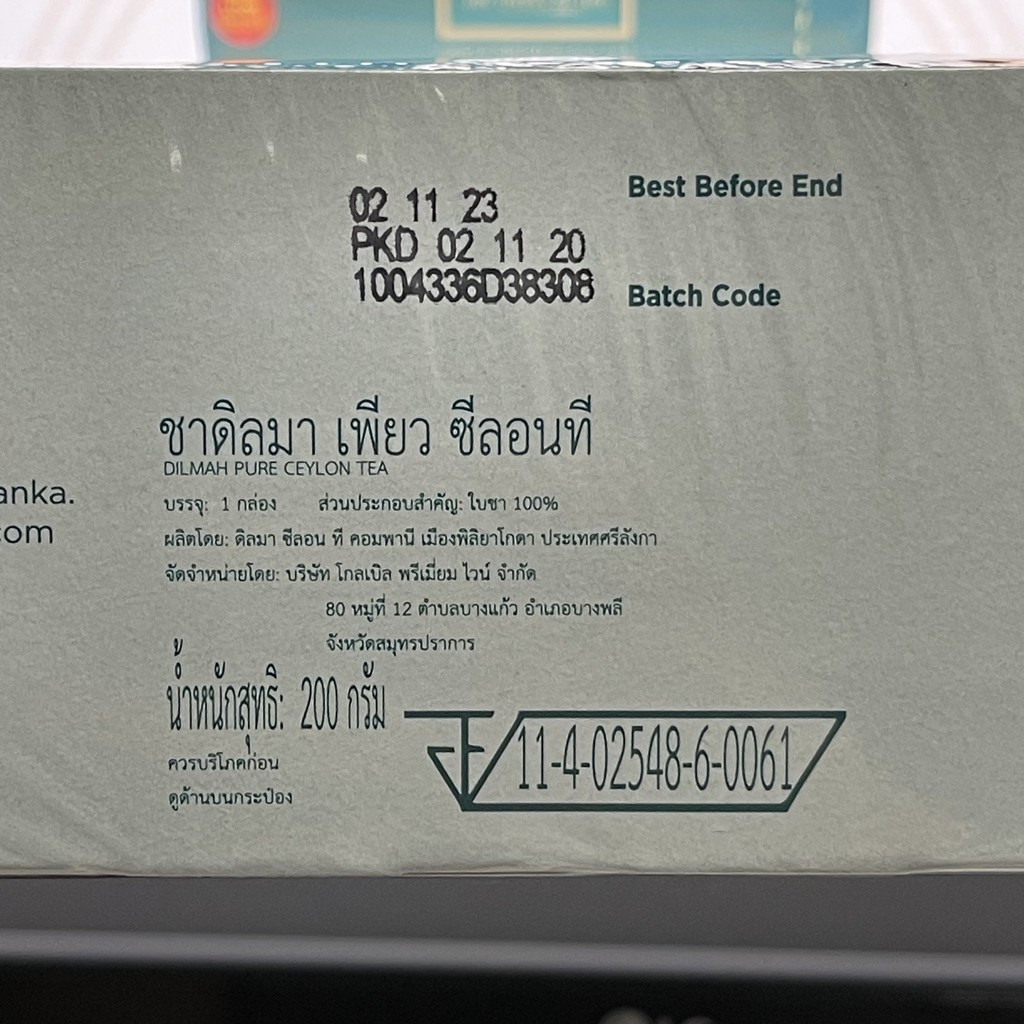 Best Before End
02 11 23
PKD 02 11 20
1004336D38308
Batch Code
ชาดิลมา เพียว ซีลอนที
DILMAH PURE CEYLON TEA
anka.
com
บรรจุ: 1 กล่อง ส่วนประกอบสำคัญ: ใบชา 100%
ผลิตโดย: ดิลมา ซีลอน ที คอมพานี เมืองพิลิยาโกดา ประเทศศรีลังกา
จัดจำหน่ายโดย: บริษัท โกลเบิล พรีเมี่ยม ไวน์ จำกัด
80 หมู่ที่ 12 ตำบลบางแก้ว อำเภอบางพลี
จังหวัดสมุทรปราการ
น้ำหนักสุทธิ: 200 กรัม
11-4-02548-6-0061
ควรบริโภคก่อน
ดูด้านบนกระป๋อง